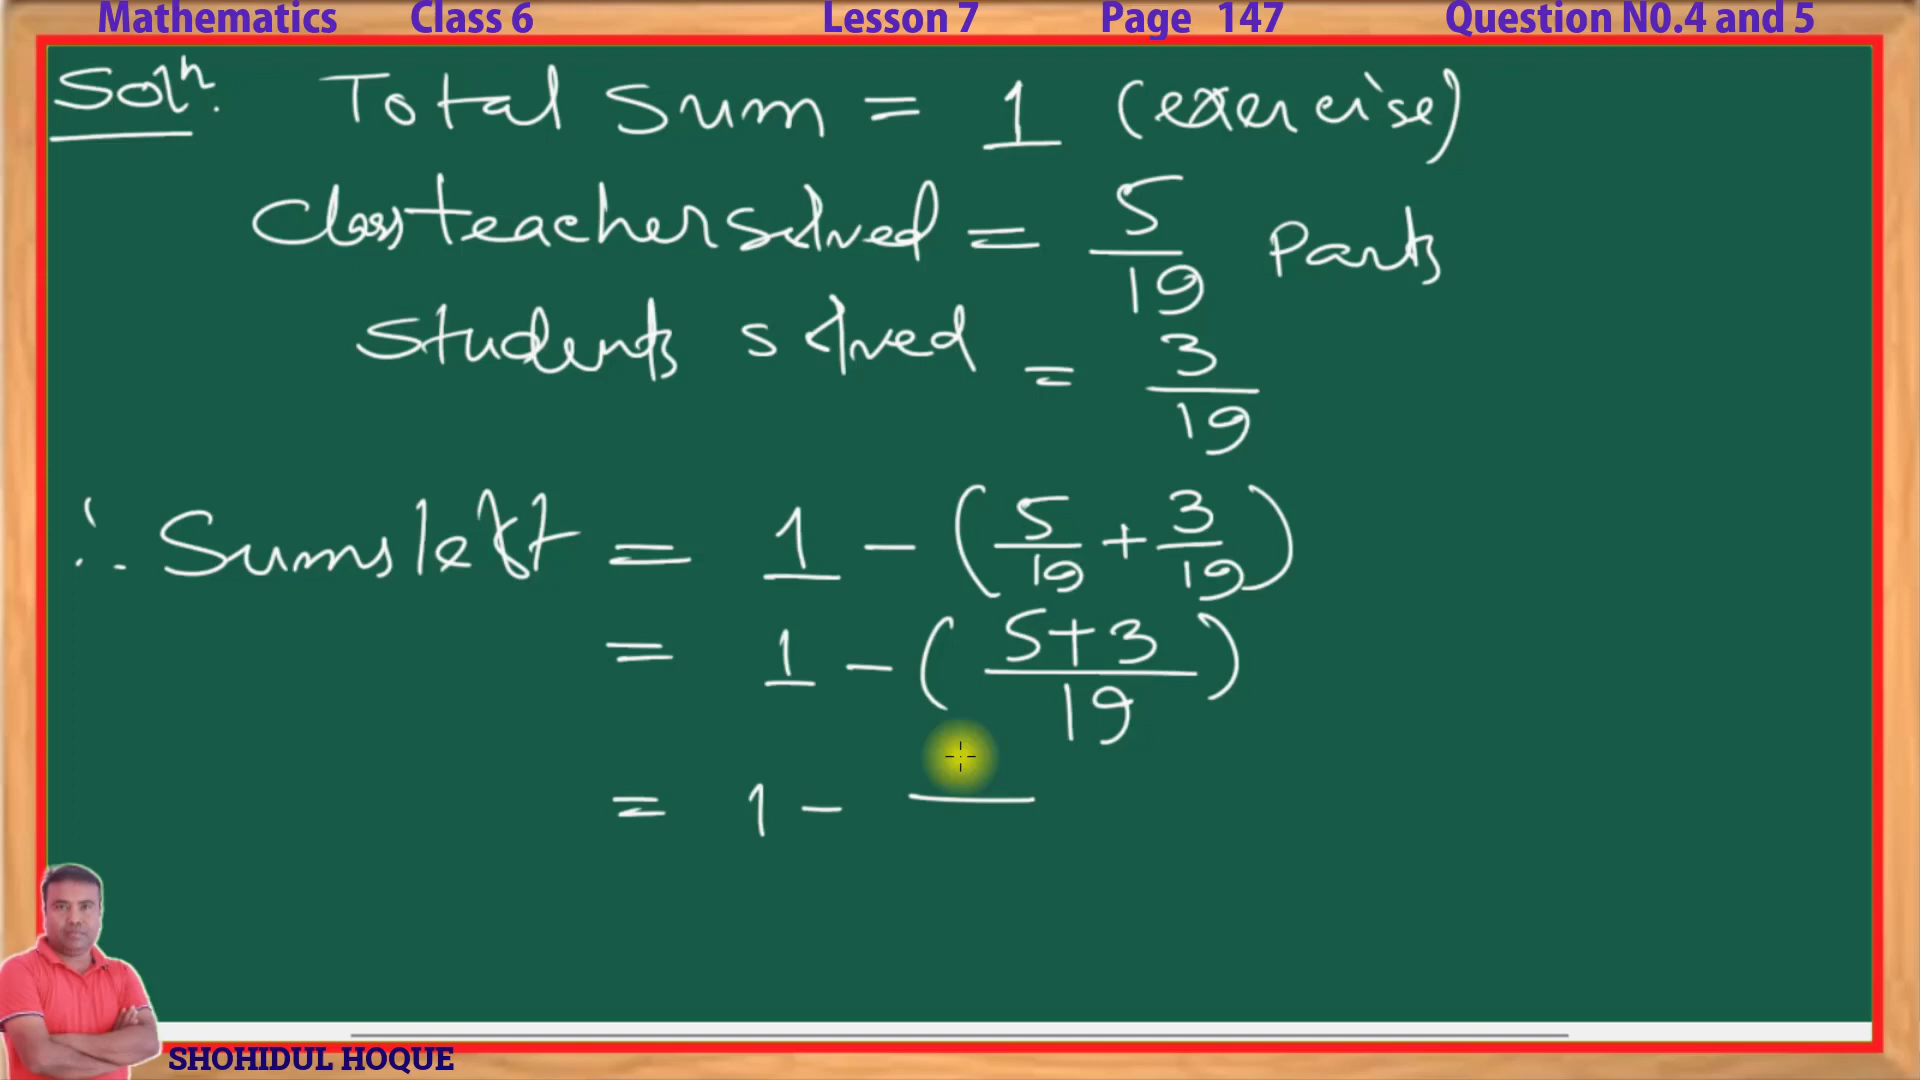 Mathematics Class 6 Lesson 7 Page 147 Question N0.4 and 5
Solⁿ. Total Sum = 1 (exercise)
Class teacher solved = 5/19 Parts
Students solved = 3/19
∴ Sums left = 1 - (5/19 + 3/19)
= 1 - (5+3/19)
= 1 -
SHOHIDUL HOQUE